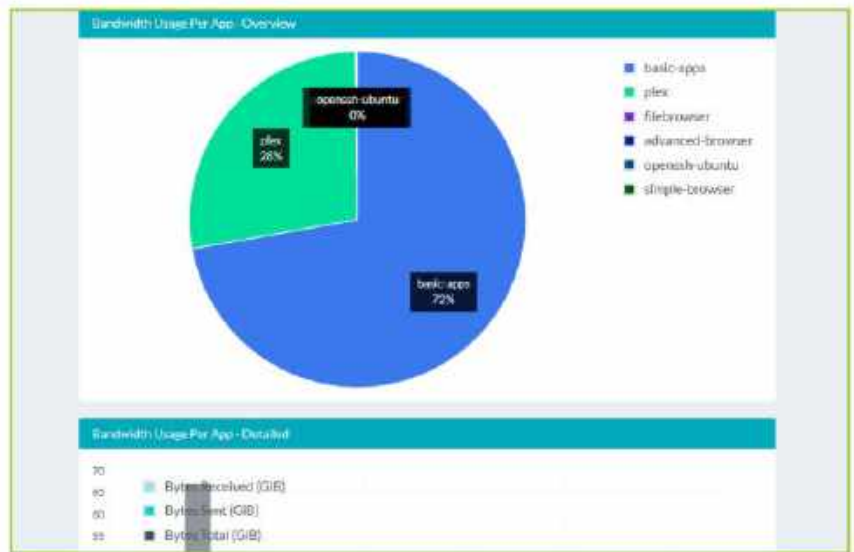 Bandwidth Usage Per App - Overview
openssh-ubuntu
0%
plex
28%
basic-apps
72%
basic-apps
plex
filebrowser
advanced-browser
openssh-ubuntu
simple-browser
Bandwidth Usage Per App - Detailed
70
Bytes Received (GiB)
Bytes Sent (GiB)
Bytes Total (GiB)